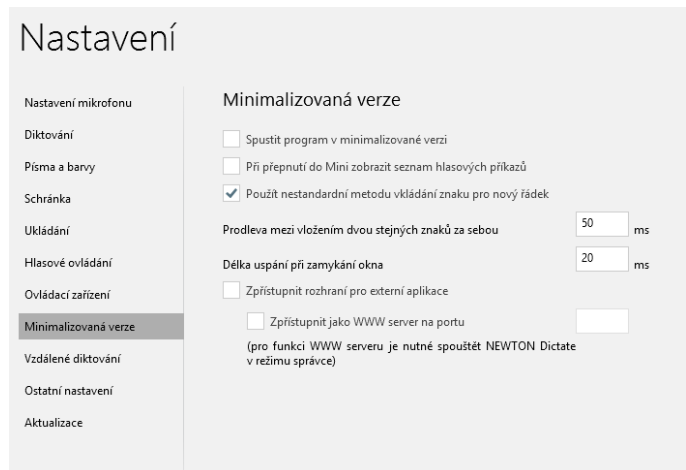 Nastavení
Nastavení mikrofonu
Diktování
Písma a barvy
Schránka
Ukládání
Hlasové ovládání
Ovládací zařízení
Minimalizovaná verze
Vzdálené diktování
Ostatní nastavení
Aktualizace
Minimalizovaná verze
Spustit program v minimalizované verzi
Při přepnutí do Mini zobrazit seznam hlasových příkazů
Použít nestandardní metodu vkládání znaku pro nový řádek
Prodleva mezi vložením dvou stejných znaků za sebou 50 ms
Délka uspání při zamykání okna 20 ms
Zpřístupnit rozhraní pro externí aplikace
Zpřístupnit jako WWW server na portu
(pro funkci WWW serveru je nutné spouštět NEWTON Dictate
v režimu správce)